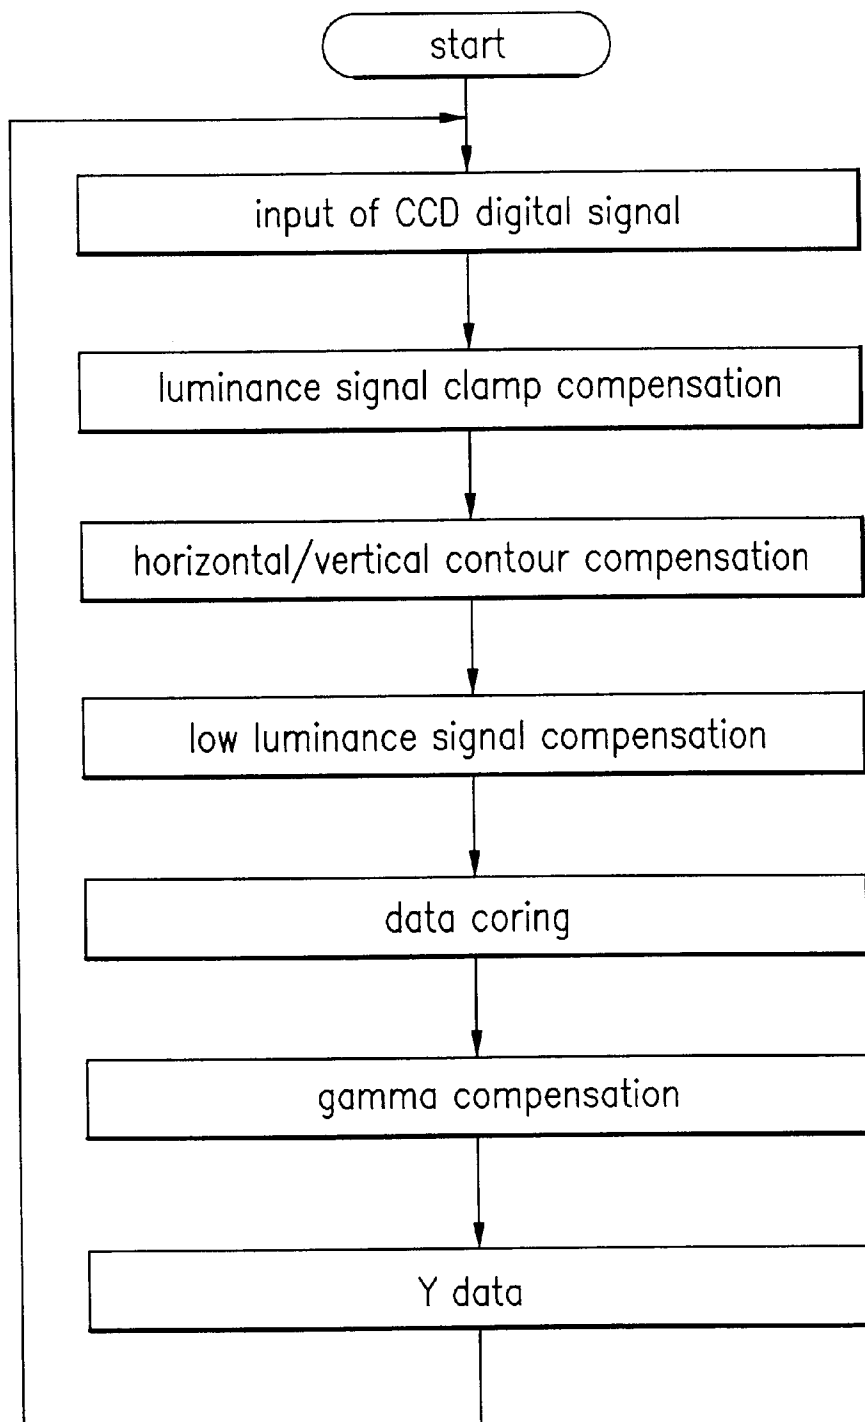 start
input of CCD digital signal
luminance signal clamp compensation
horizontal/vertical contour compensation
low luminance signal compensation
data coring
gamma compensation
Y data